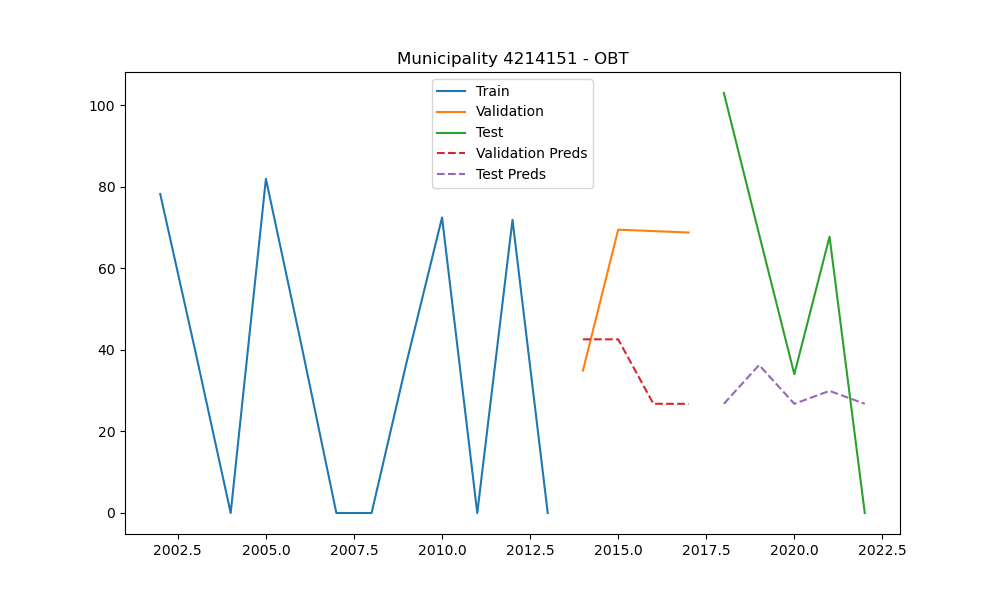 Municipality 4214151 - OBT
Train
Validation
Test
Validation Preds
Test Preds
100
80
60
40
20
0
2002.5 2005.0 2007.5 2010.0 2012.5 2015.0 2017.5 2020.0 2022.5